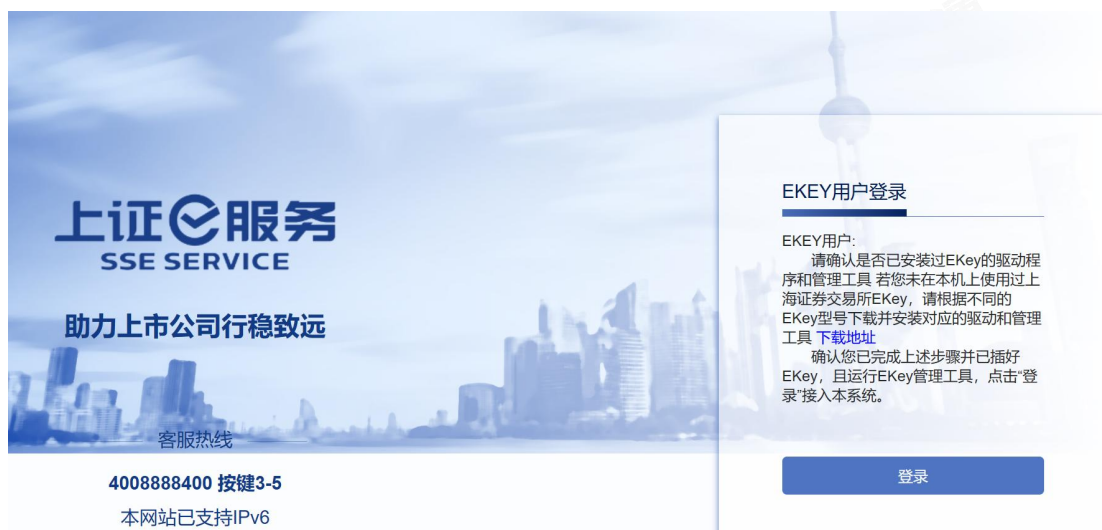 上证e服务
SSE SERVICE
助力上市公司行稳致远
客服热线
4008888400 按键3-5
本网站已支持IPv6
EKEY用户登录
EKEY用户:
请确认是否已安装过EKey的驱动程
序和管理工具 若您未在本机上使用过上
海证券交易所EKey，请根据不同的
EKey型号下载并安装对应的驱动和管理
工具 下载地址
确认您已完成上述步骤并已插好
EKey，且运行EKey管理工具，点击“登
录”接入本系统。
登录